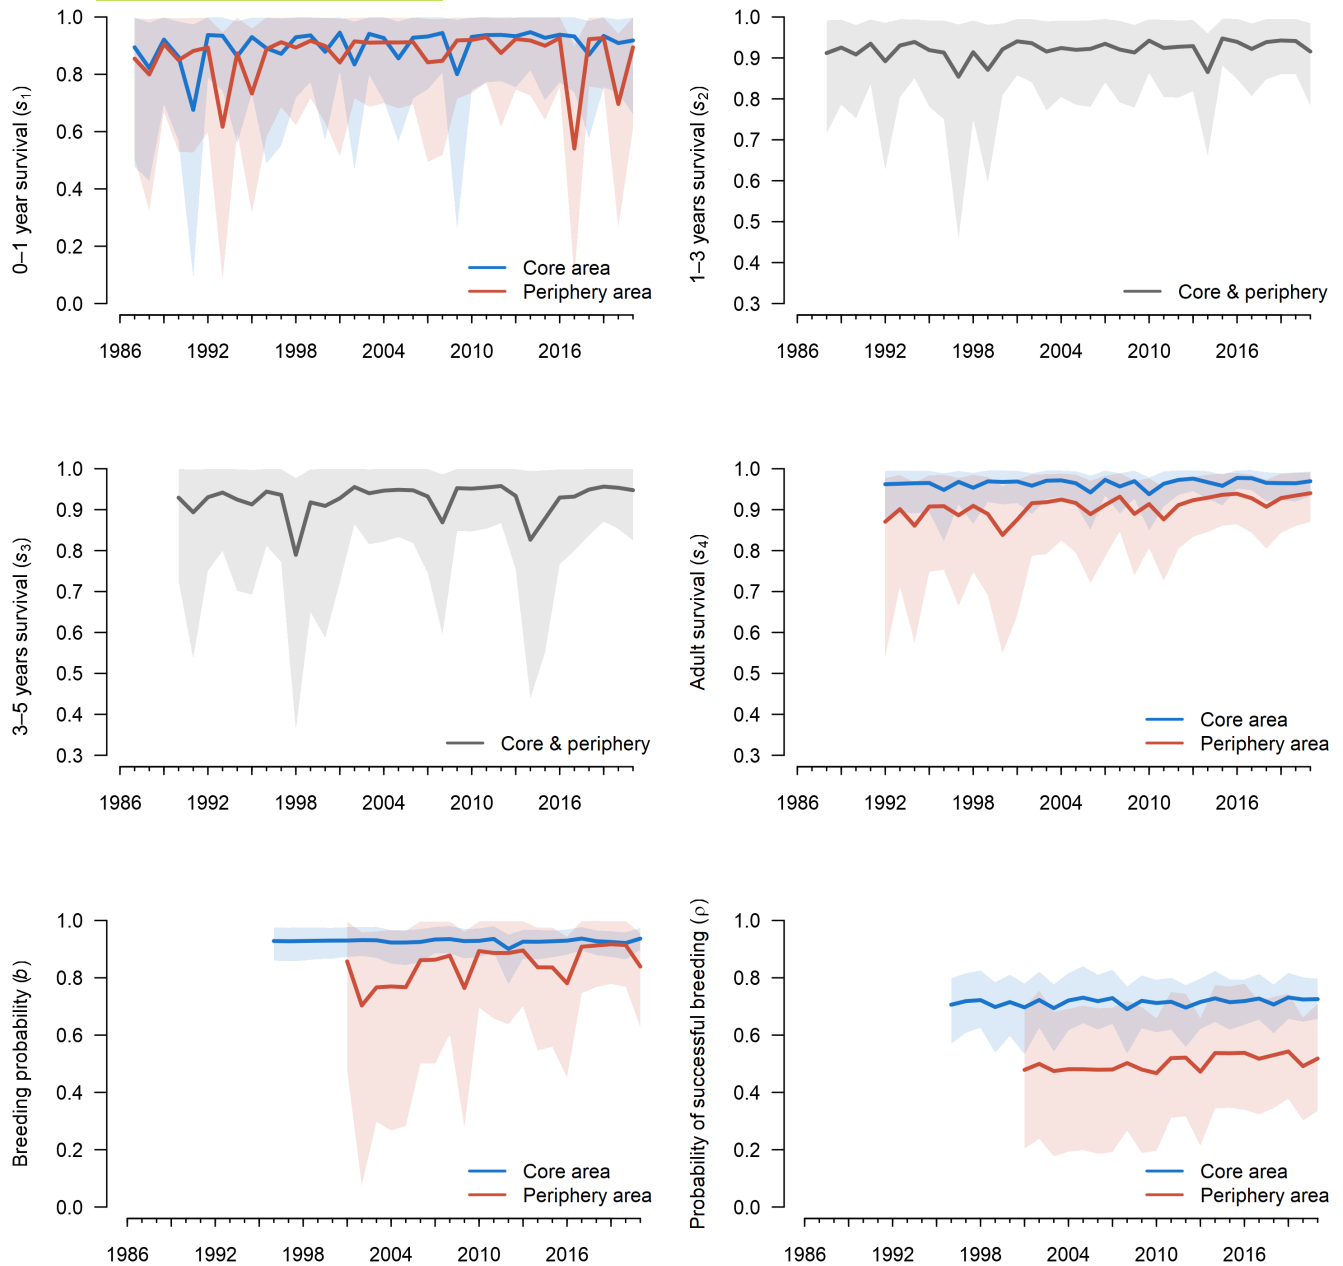 1.0
0.8
0.6
0.4
0.2
0.0
0–1 year survival (s1)
Core area
Periphery area
1986 1992 1998 2004 2010 2016
1.0
0.9
0.8
0.7
0.6
0.5
0.4
0.3
1–3 years survival (s2)
Core & periphery
1986 1992 1998 2004 2010 2016
1.0
0.9
0.8
0.7
0.6
0.5
0.4
0.3
3–5 years survival (s3)
Core & periphery
1986 1992 1998 2004 2010 2016
1.0
0.9
0.8
0.7
0.6
0.5
0.4
0.3
Adult survival (s4)
Core area
Periphery area
1986 1992 1998 2004 2010 2016
1.0
0.8
0.6
0.4
0.2
0.0
Breeding probability (b)
Core area
Periphery area
1986 1992 1998 2004 2010 2016
1.0
0.8
0.6
0.4
0.2
0.0
Probability of successful breeding (ρ)
Core area
Periphery area
1986 1992 1998 2004 2010 2016